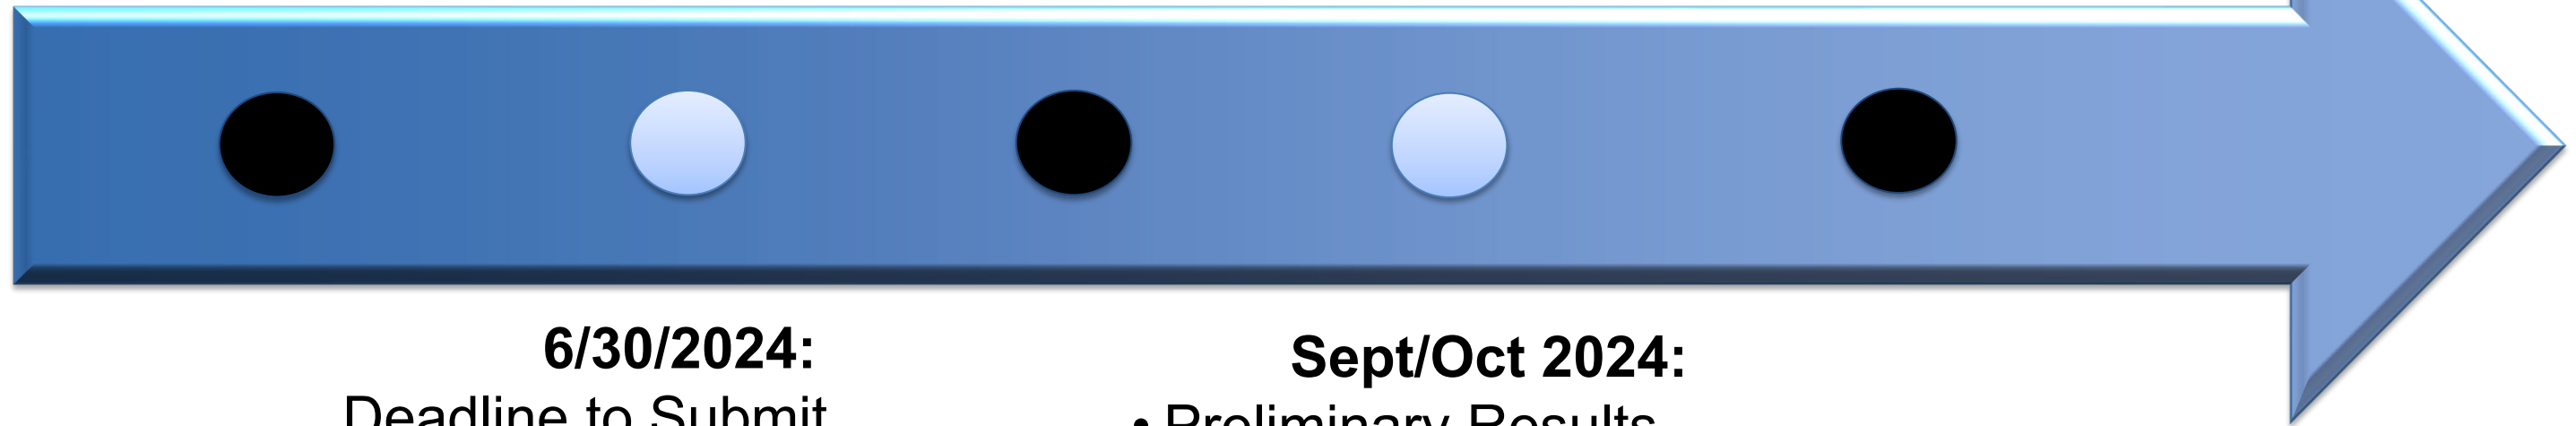 6/30/2024:
Deadline to Submit
Sept/Oct 2024:
• Preliminary Results